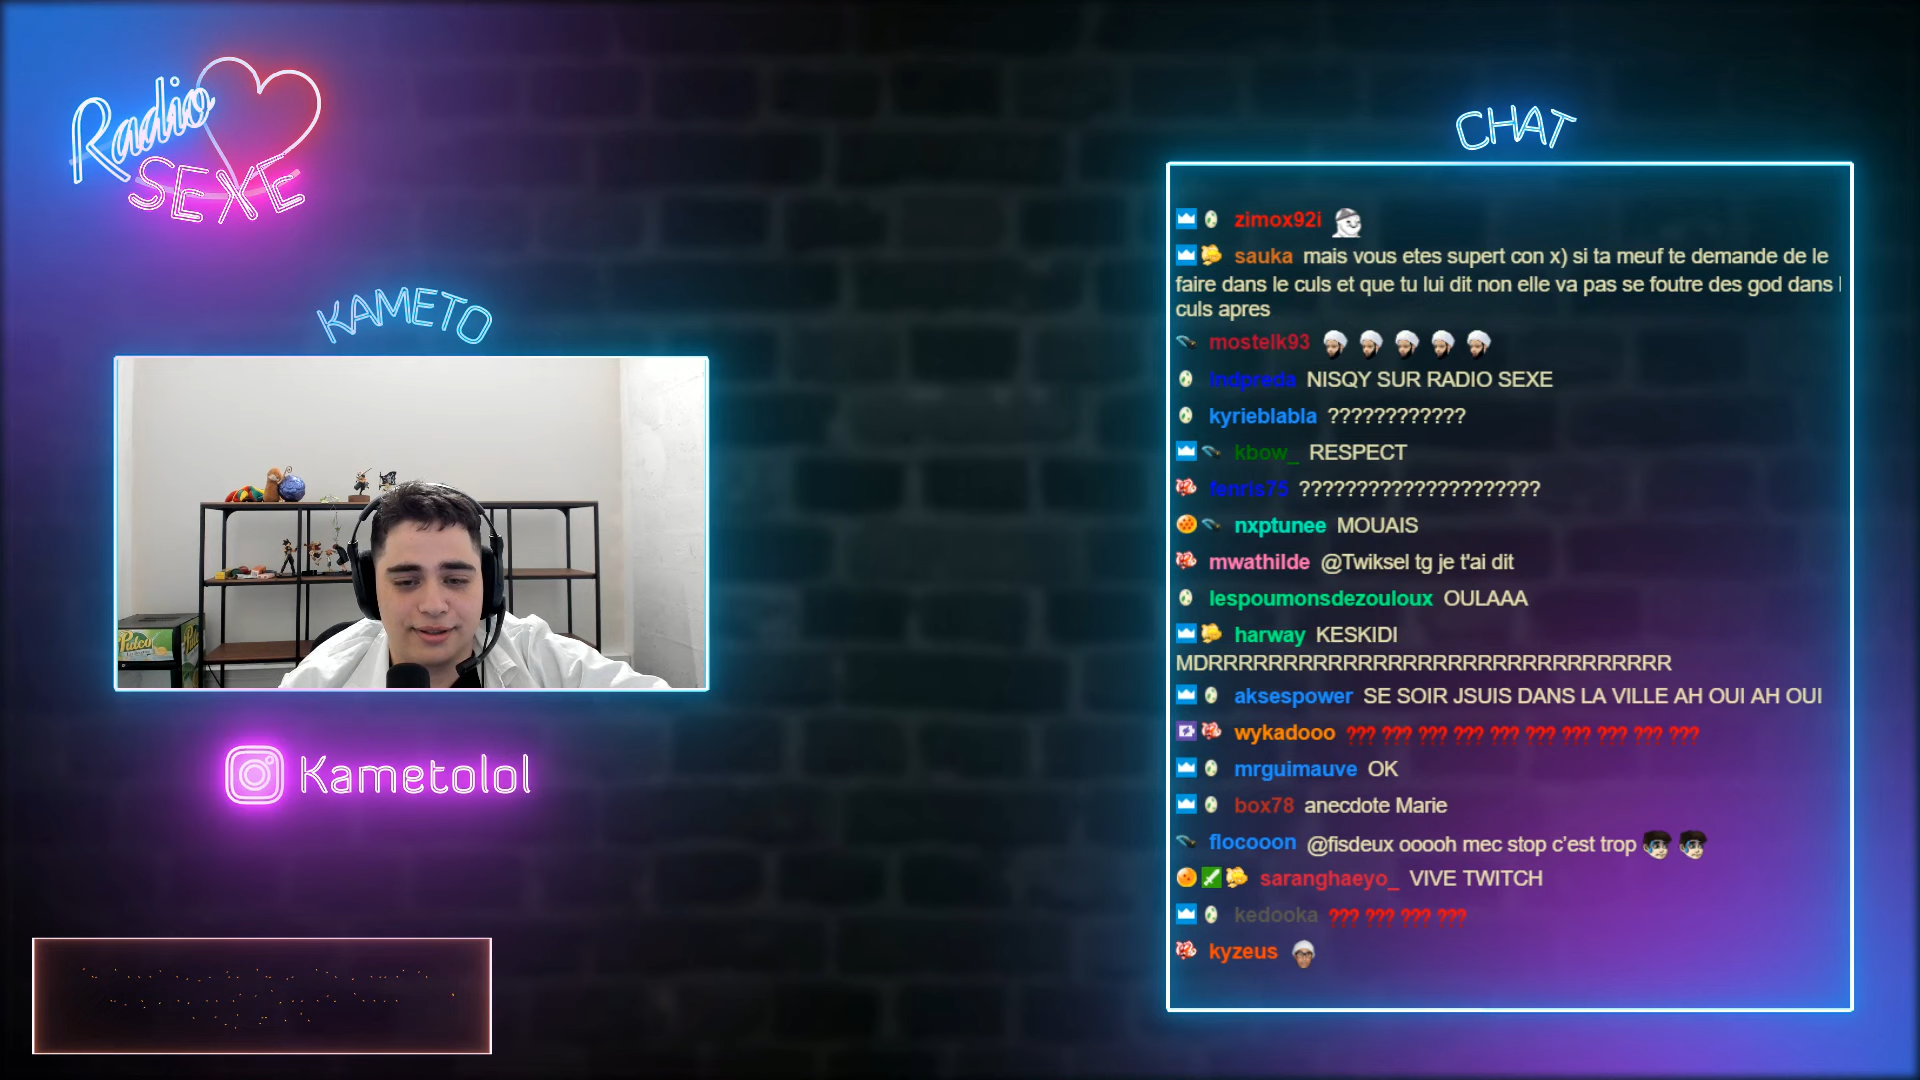 Radio
SEXE
CHAT
KAMETO
Pulco
Kametolol
zimox92i
sauka mais vous etes supert con x) si ta meuf te demande de le
faire dans le culs et que tu lui dit non elle va pas se foutre des god dans l
culs apres
mostelk93
indpreda NISQY SUR RADIO SEXE
kyrieblabla ????????????
kbow_ RESPECT
fenris75 ?????????????????????
nxptunee MOUAIS
mwathilde @Twiksel tg je t'ai dit
lespoumonsdezouloux OULAAA
harway KESKIDI
MDRRRRRRRRRRRRRRRRRRRRRRRRRRRRRRR
aksespower SE SOIR JSUIS DANS LA VILLE AH OUI AH OUI
wykadooo ??? ??? ??? ??? ??? ??? ??? ??? ??? ???
mrguimauve OK
box78 anecdote Marie
flocooon @fisdeux ooooh mec stop c'est trop
saranghaeyo_ VIVE TWITCH
kedooka ??? ??? ??? ???
kyzeus